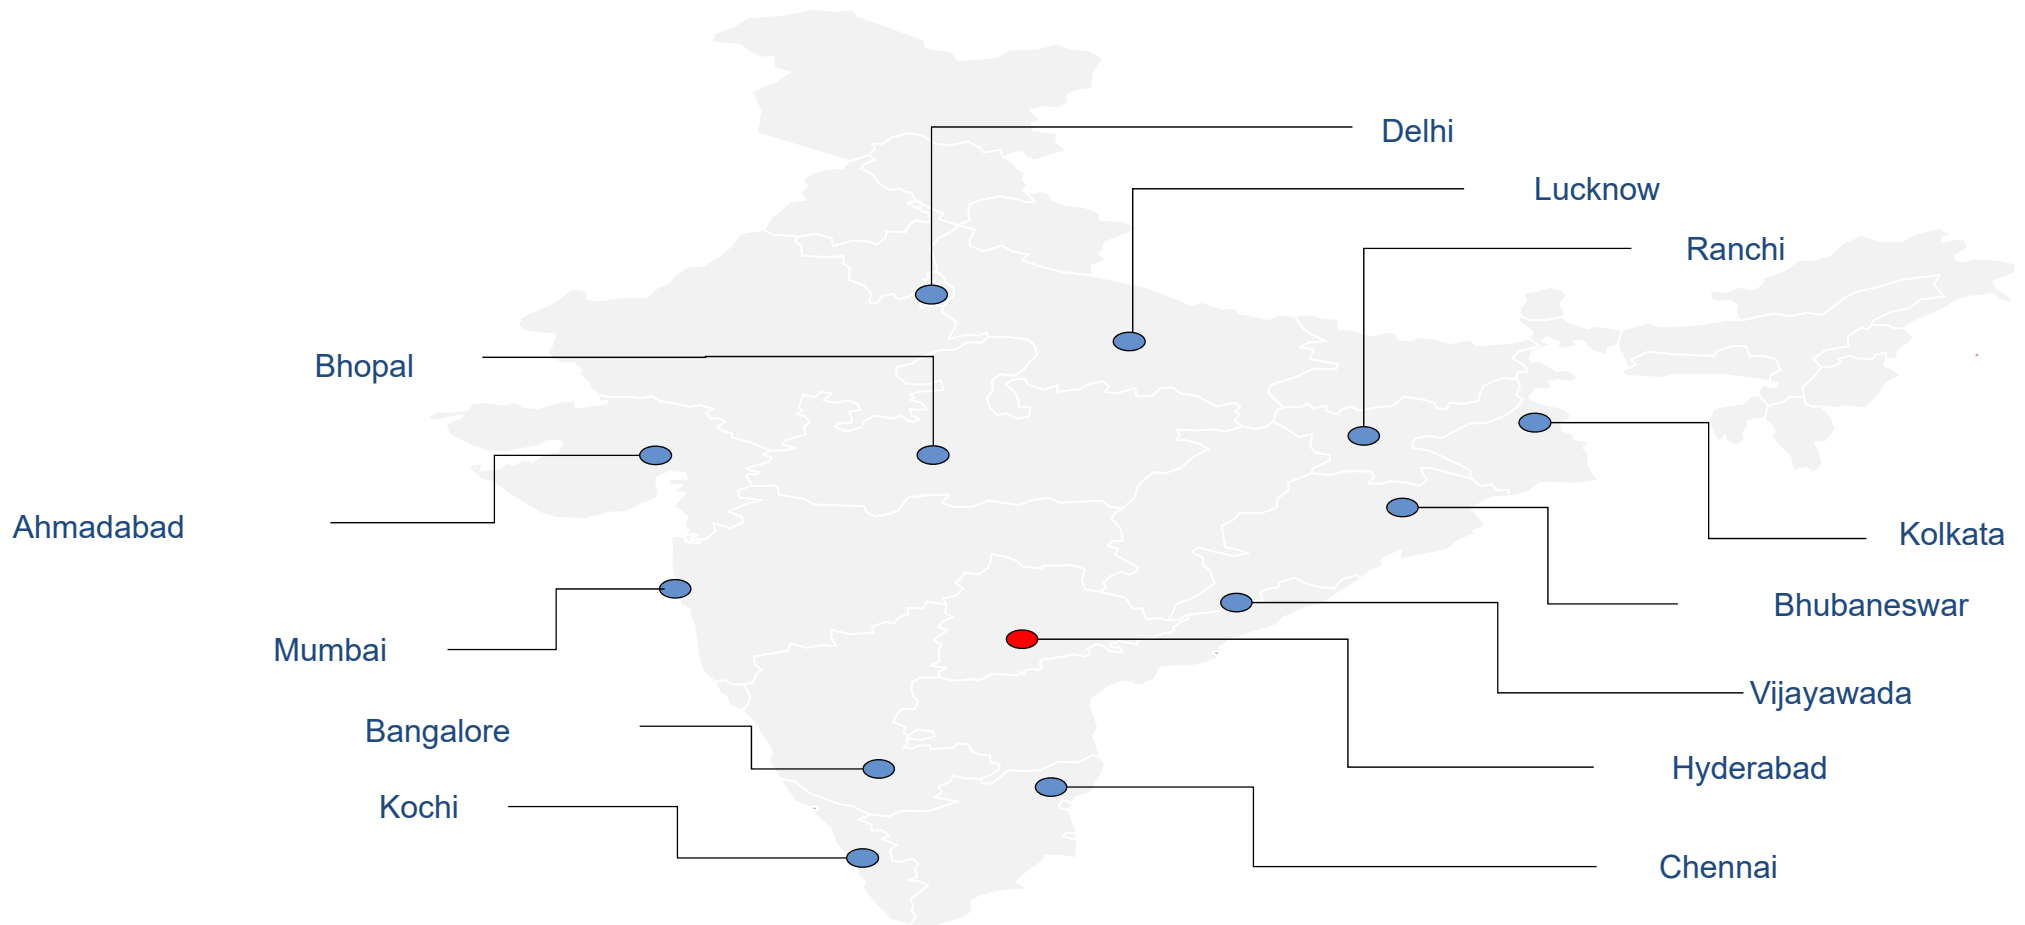 Delhi
Lucknow
Ranchi
Bhopal
Ahmadabad
Kolkata
Bhubaneswar
Mumbai
Vijayawada
Bangalore
Hyderabad
Kochi
Chennai